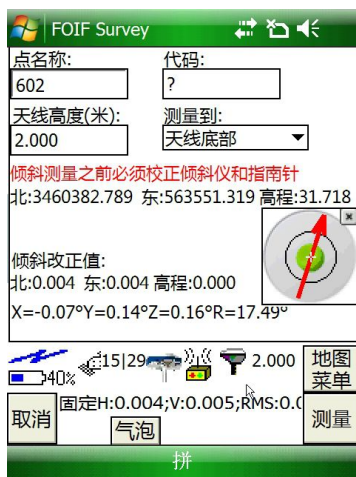 FOIF Survey
点名称: 代码:
602 ?
天线高度(米): 测量到:
2.000 天线底部
倾斜测量之前必须校正倾斜仪和指南针
北:3460382.789 东:563551.319 高程:31.718
倾斜改正值:
北:0.004 东:0.004 高程:0.000
X=-0.07°Y=0.14°Z=0.16°R=17.49°
40% 15|29 2.000 地图
菜单
取消 固定H:0.004;V:0.005;RMS:0.0 测量
气泡
拼